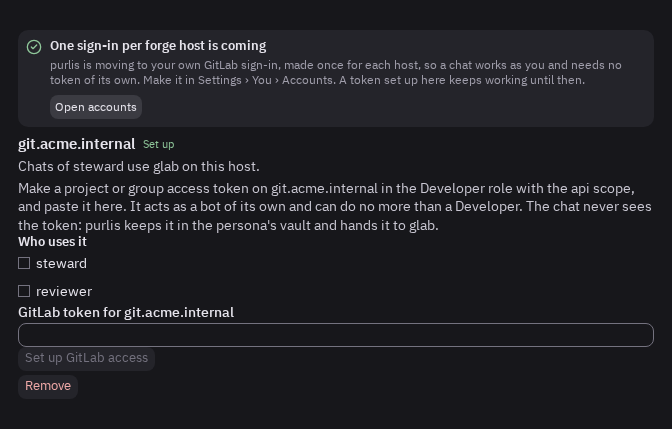 One sign-in per forge host is coming
purlis is moving to your own GitLab sign-in, made once for each host, so a chat works as you and needs no
token of its own. Make it in Settings › You › Accounts. A token set up here keeps working until then.
Open accounts
git.acme.internal Set up
Chats of steward use glab on this host.
Make a project or group access token on git.acme.internal in the Developer role with the api scope,
and paste it here. It acts as a bot of its own and can do no more than a Developer. The chat never sees
the token: purlis keeps it in the persona's vault and hands it to glab.
Who uses it
steward
reviewer
GitLab token for git.acme.internal
Set up GitLab access
Remove